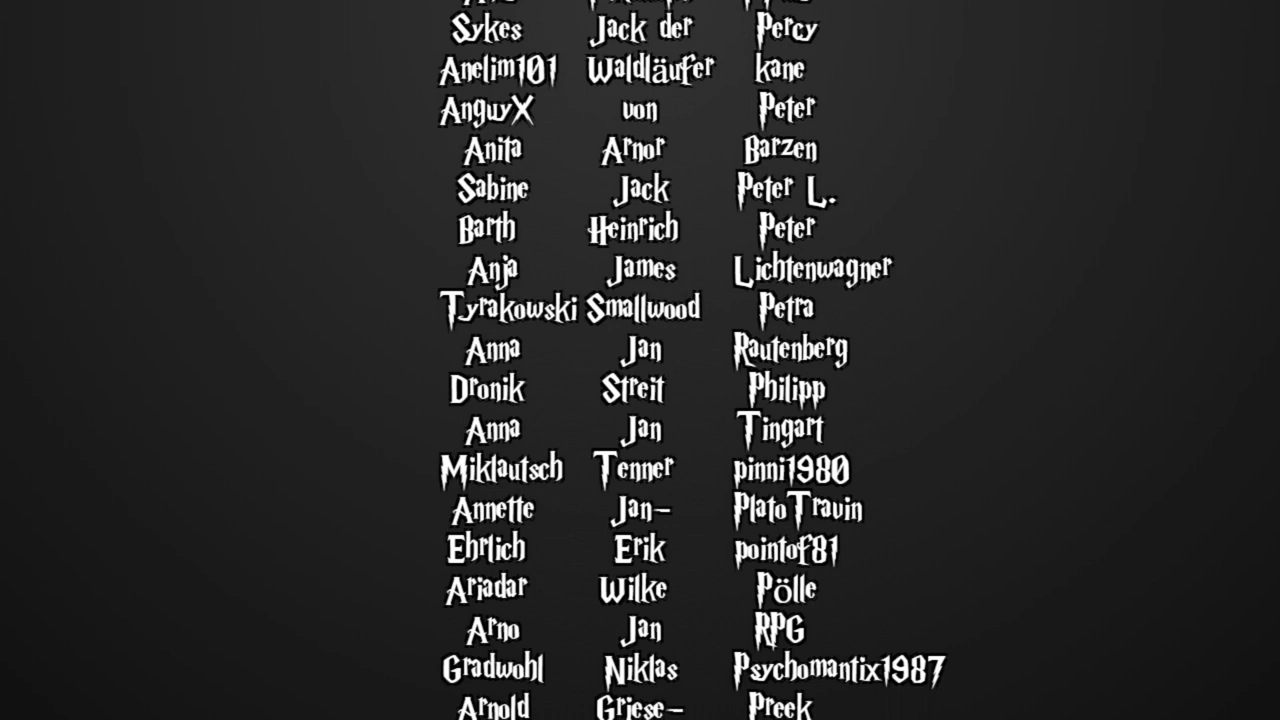 Sykes Jack der Percy
Anelim101 Waldläufer kane
AnguyX von Peter
Anita Arnor Barzen
Sabine Jack Peter L.
Barth Heinrich Peter
Anja James Lichtenwagner
Tyrakowski Smallwood Petra
Anna Jan Rautenberg
Dronik Streit Philipp
Anna Jan Tingart
Miklautsch Tenner pinni1980
Annette Jan- PlatoTravin
Ehrlich Erik pointof81
Ariadar Wilke Pölle
Arno Jan RPG
Gradwohl Niklas Psychomantix1987
Arnold Griese- Preek